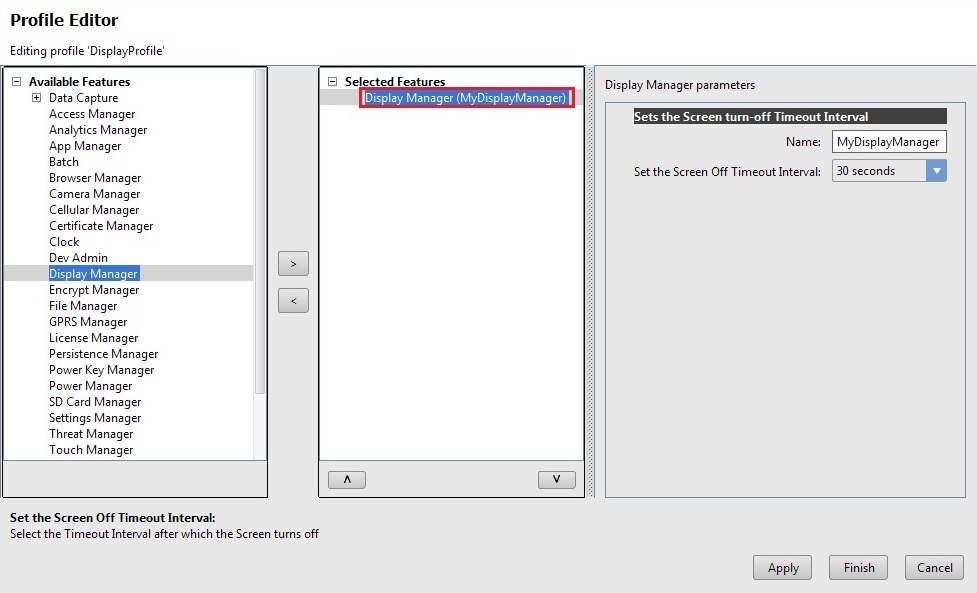 Profile Editor
Editing profile 'DisplayProfile'
Available Features
Data Capture
Access Manager
Analytics Manager
App Manager
Batch
Browser Manager
Camera Manager
Cellular Manager
Certificate Manager
Clock
Dev Admin
Display Manager
Encrypt Manager
File Manager
GPRS Manager
License Manager
Persistence Manager
Power Key Manager
Power Manager
SD Card Manager
Settings Manager
Threat Manager
Touch Manager
>
<
Selected Features
Display Manager (MyDisplayManager)
Display Manager parameters
Sets the Screen turn-off Timeout Interval
Name: MyDisplayManager
Set the Screen Off Timeout Interval: 30 seconds
Set the Screen Off Timeout Interval:
Select the Timeout Interval after which the Screen turns off
Apply Finish Cancel